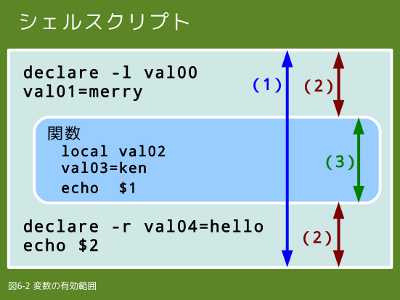 シェルスクリプト
declare -l val00
val01=merry
(1)
(2)
関数
local val02
val03=ken
echo $1
(3)
declare -r val04=hello
echo $2
(2)
図6-2 変数の有効範囲